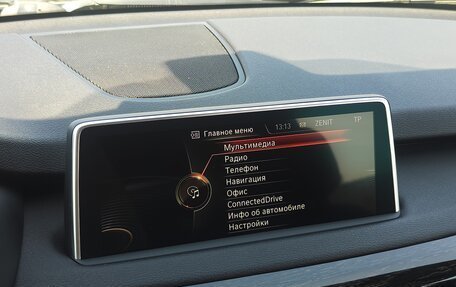 Главное меню 13:13 ZENIT TP
Мультимедиа
Радио
Телефон
Навигация
Офис
ConnectedDrive
Инфо об автомобиле
Настройки